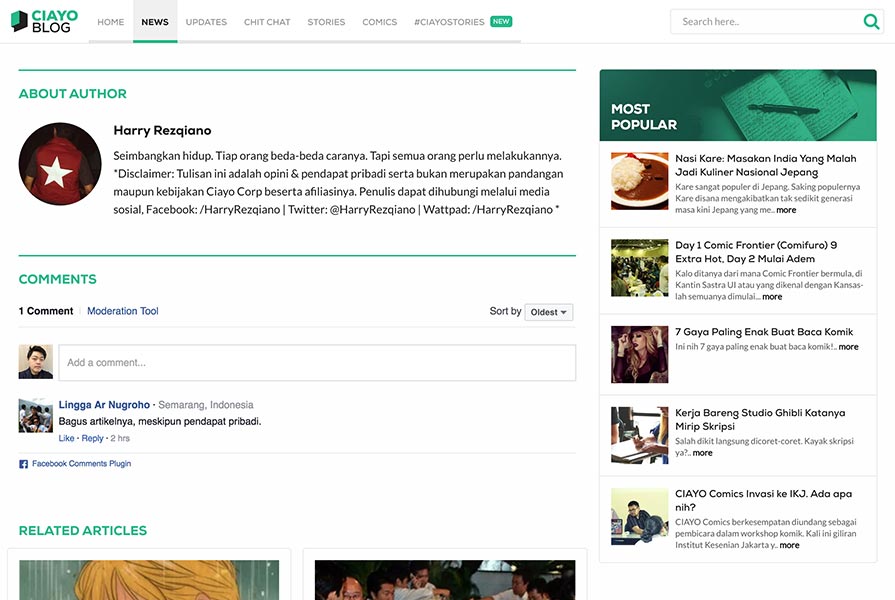 CIAYO
BLOG
HOME
NEWS
UPDATES
CHIT CHAT
STORIES
COMICS
#CIAYOSTORIES
NEW
Search here..
ABOUT AUTHOR
Harry Rezqiano
Seimbangkan hidup. Tiap orang beda-beda caranya. Tapi semua orang perlu melakukannya.
*Disclaimer: Tulisan ini adalah opini & pendapat pribadi serta bukan merupakan pandangan
maupun kebijakan Ciayo Corp beserta afiliasinya. Penulis dapat dihubungi melalui media
sosial, Facebook: /HarryRezqiano | Twitter: @HarryRezqiano | Wattpad: /HarryRezqiano *
COMMENTS
1 Comment
Moderation Tool
Sort by
Oldest
Add a comment...
Lingga Ar Nugroho · Semarang, Indonesia
Bagus artikelnya, meskipun pendapat pribadi.
Like · Reply · 2 hrs
Facebook Comments Plugin
RELATED ARTICLES
MOST
POPULAR
Nasi Kare: Masakan India Yang Malah
Jadi Kuliner Nasional Jepang
Kare sangat populer di Jepang. Saking populernya
Kare disana mengakibatkan tak sedikit generasi
masa kini Jepang yang me.. more
Day 1 Comic Frontier (Comifuro) 9
Extra Hot, Day 2 Mulai Adem
Kalo ditanya dari mana Comic Frontier bermula, di
Kantin Sastra UI atau yang dikenal dengan Kansas-
lah semuanya dimulai... more
7 Gaya Paling Enak Buat Baca Komik
Ini nih 7 gaya paling enak buat baca komik!.. more
Kerja Bareng Studio Ghibli Katanya
Mirip Skripsi
Salah dikit langsung dicoret-coret. Kayak skripsi
ya?.. more
CIAYO Comics Invasi ke IKJ. Ada apa
nih?
CIAYO Comics berkesempatan diundang sebagai
pembicara dalam workshop komik. Kali ini giliran
Institut Kesenian Jakarta y.. more